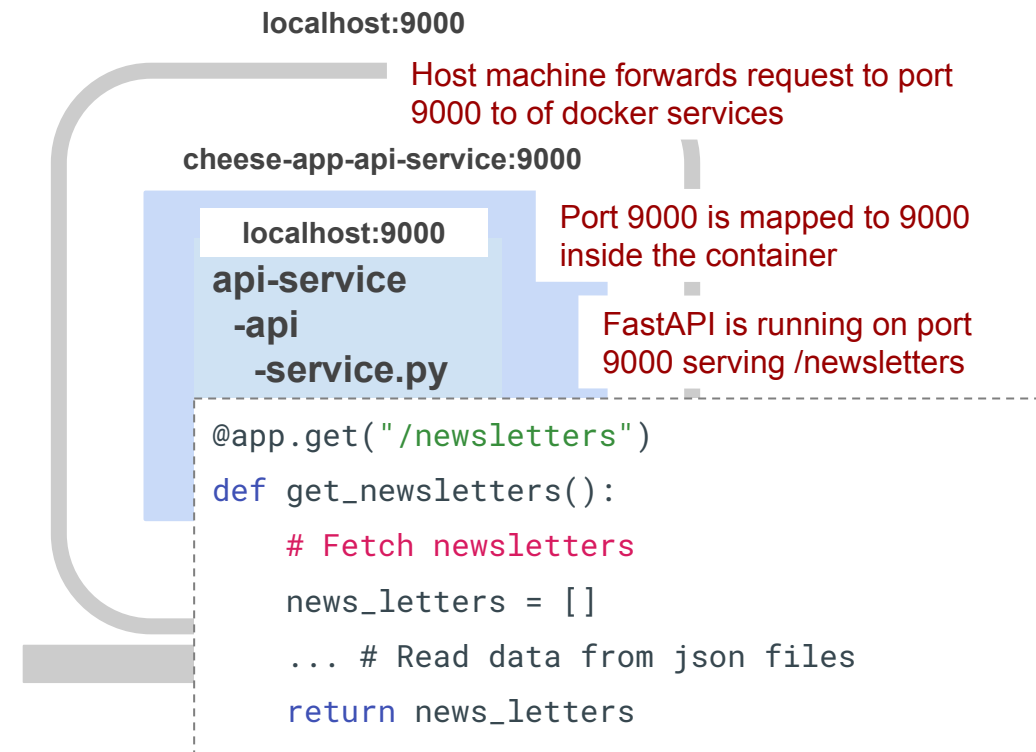 localhost:9000
Host machine forwards request to port
9000 to of docker services
cheese-app-api-service:9000
Port 9000 is mapped to 9000
inside the container
localhost:9000
api-service
-api
-service.py
FastAPI is running on port
9000 serving /newsletters
@app.get("/newsletters")
def get_newsletters():
    # Fetch newsletters
    news_letters = []
    ... # Read data from json files
    return news_letters